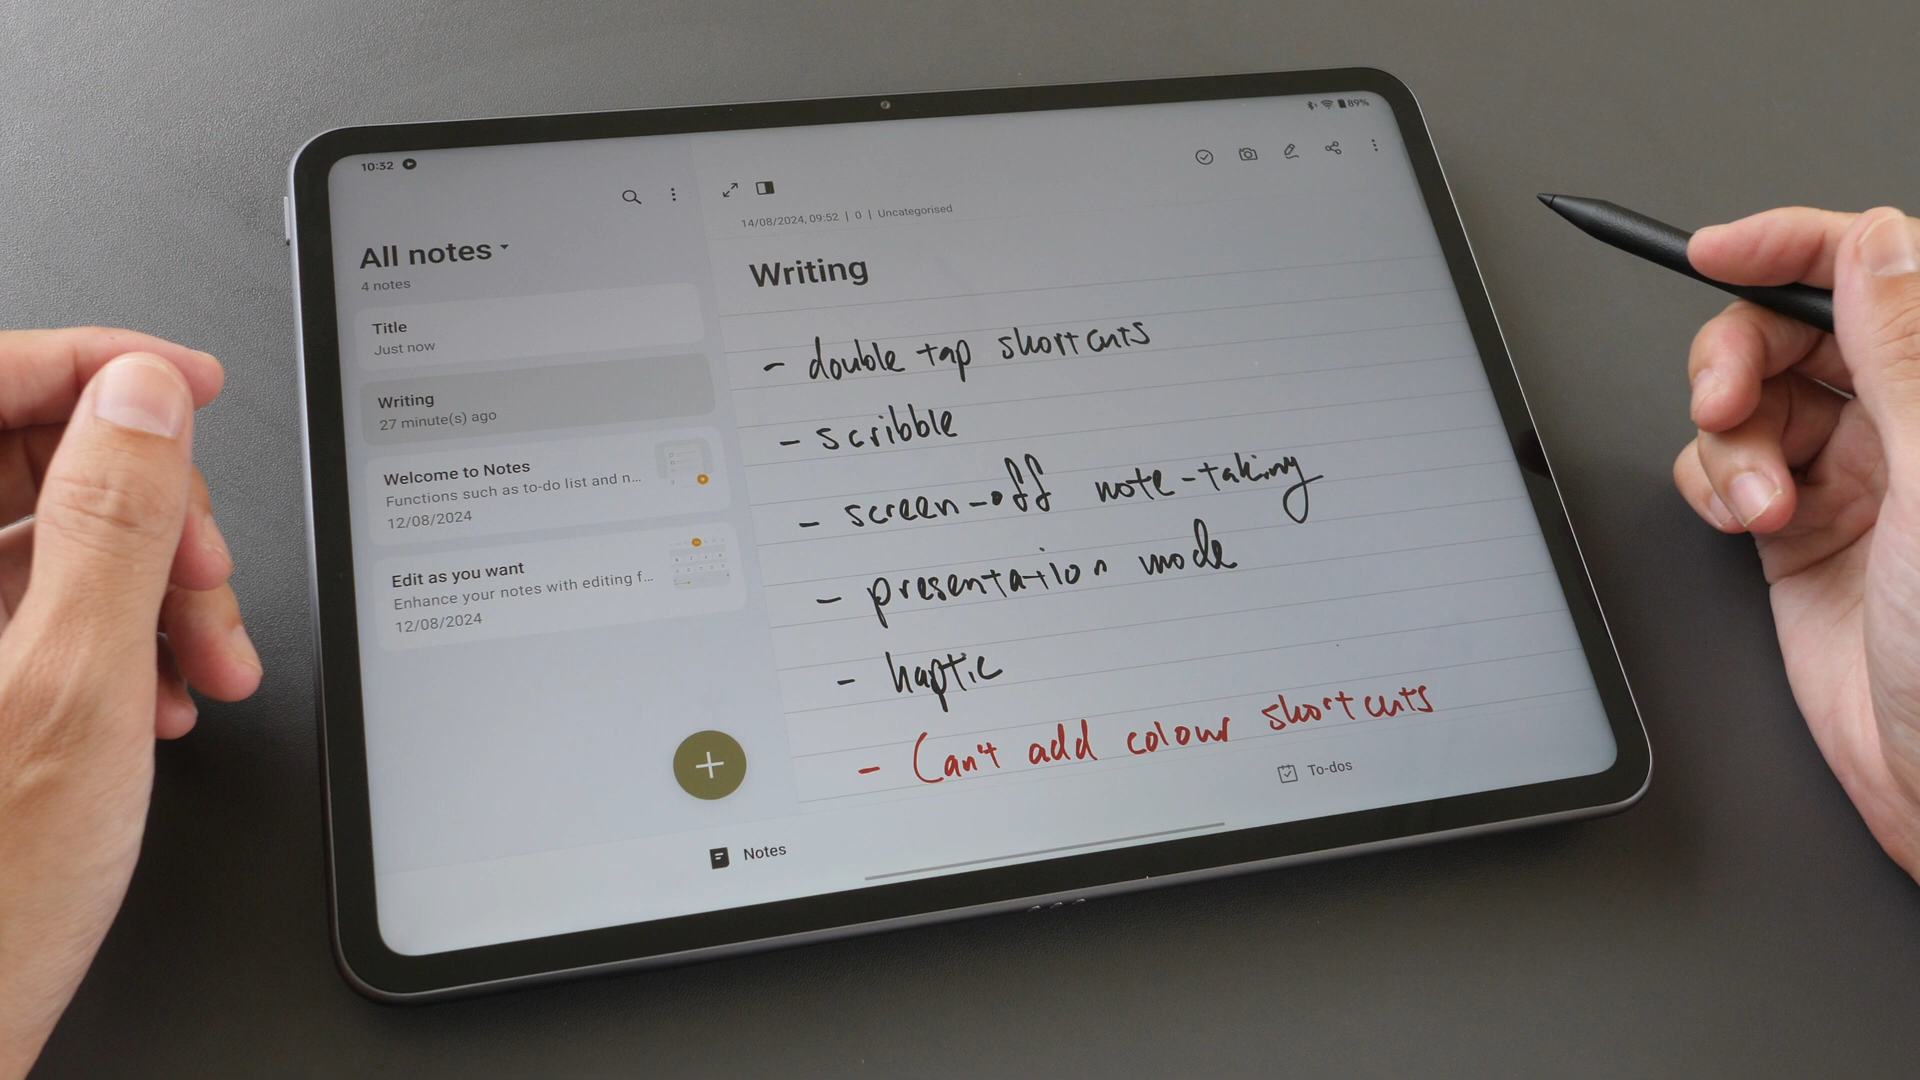 10:32
89%
All notes
4 notes
Title
Just now
Writing
27 minute(s) ago
Welcome to Notes
Functions such as to-do list and n...
12/08/2024
Edit as you want
Enhance your notes with editing f...
12/08/2024
14/08/2024, 09:52 | 0 | Uncategorised
Writing
- double tap shortcuts
- scribble
- screen-off note-taking
- presentation mode
- haptic
- Can't add colour shortcuts
Notes
To-dos